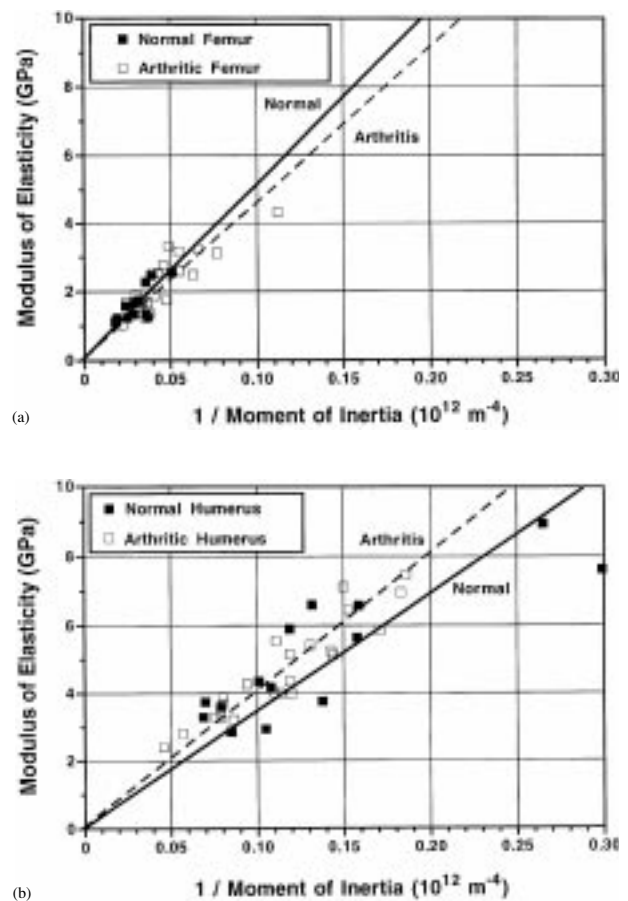 Normal Femur
Arthritic Femur
Normal
Arthritis
Modulus of Elasticity (GPa)
10
8
6
4
2
0
0 0.05 0.10 0.15 0.20 0.25 0.30
(a)
1 / Moment of Inertia (10¹² m⁻⁴)
Normal Humerus
Arthritic Humerus
Arthritis
Normal
Modulus of Elasticity (GPa)
10
8
6
4
2
0
0 0.05 0.10 0.15 0.20 0.25 0.30
1 / Moment of Inertia (10¹² m⁻⁴)
(b)